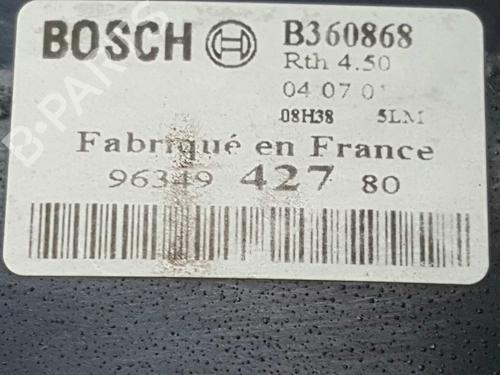 BOSCH B360868
Rth 4.50
04 07 01
08H38 5LM
Fabriqué en France
96349 427 80
B-PARTS